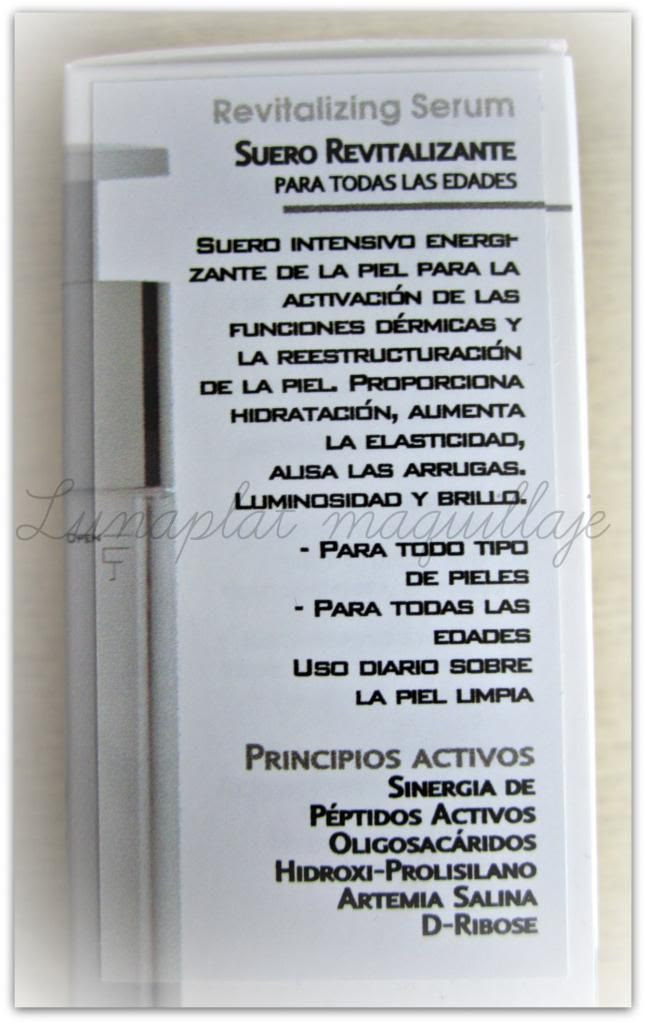 Revitalizing Serum
SUERO REVITALIZANTE
PARA TODAS LAS EDADES
SUERO INTENSIVO ENERGI-
ZANTE DE LA PIEL PARA LA
ACTIVACIÓN DE LAS
FUNCIONES DÉRMICAS Y
LA REESTRUCTURACIÓN
DE LA PIEL. PROPORCIONA
HIDRATACIÓN, AUMENTA
LA ELASTICIDAD,
ALISA LAS ARRUGAS.
LUMINOSIDAD Y BRILLO.
Lunaplat maquillaje
OPEN
- PARA TODO TIPO
DE PIELES
- PARA TODAS LAS
EDADES
USO DIARIO SOBRE
LA PIEL LIMPIA
PRINCIPIOS ACTIVOS
SINERGIA DE
PÉPTIDOS ACTIVOS
OLIGOSACÁRIDOS
HIDROXI-PROLISILANO
ARTEMIA SALINA
D-RIBOSE